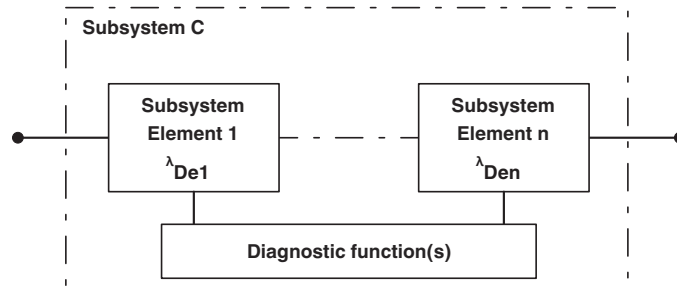 Subsystem C
Subsystem
Element 1
λDe1
Subsystem
Element n
λDen
Diagnostic function(s)